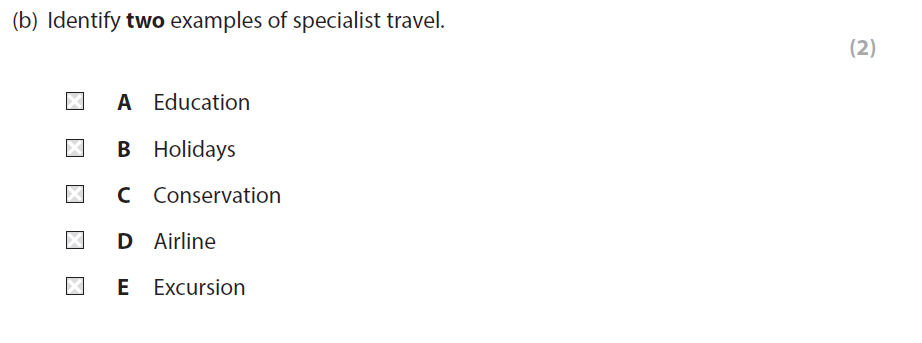 (b) Identify two examples of specialist travel.
(2)
A Education
B Holidays
C Conservation
D Airline
E Excursion